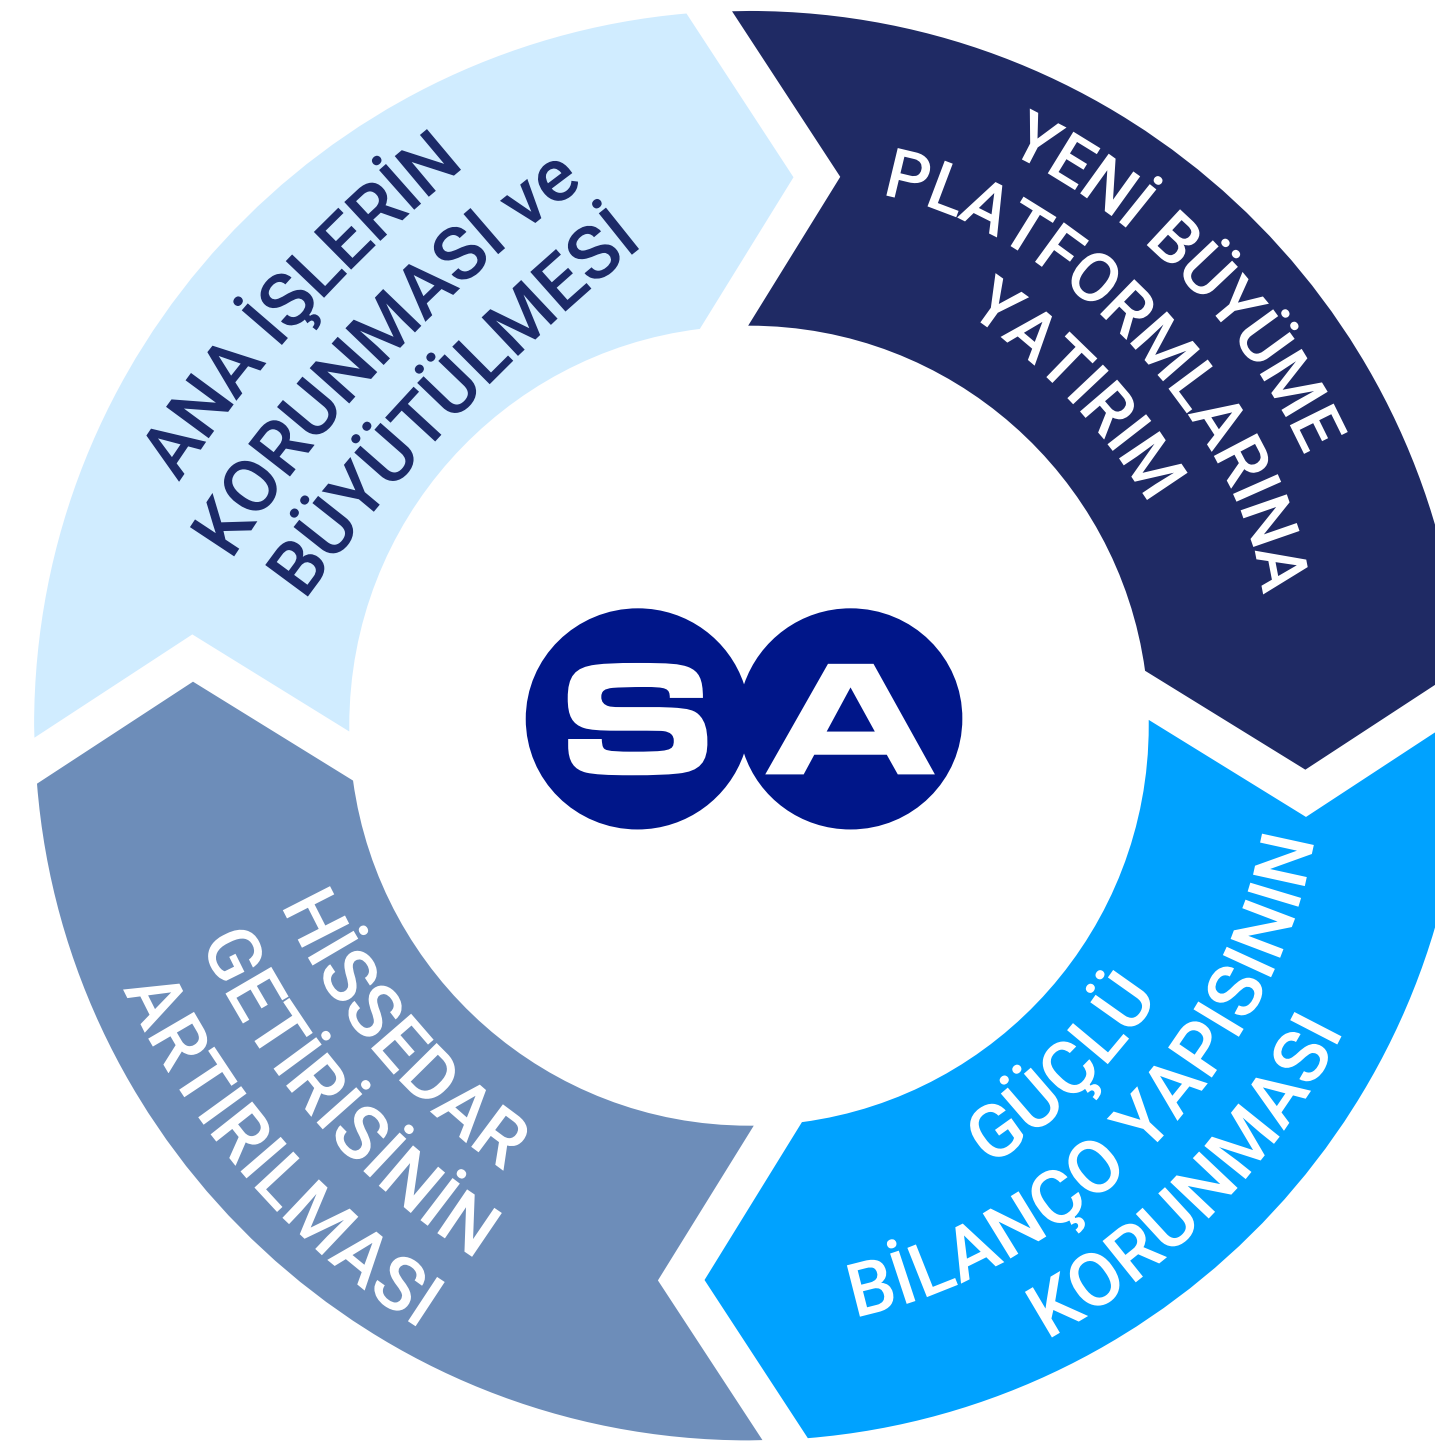 ANA İŞLERİN
KORUNMASI ve
BÜYÜTÜLMESİ
YENİ BÜYÜME
PLATFORMLARINA
YATIRIM
GÜÇLÜ
BİLANÇO YAPISININ
KORUNMASI
HİSSEDAR
GETİRİSİNİN
ARTIRILMASI
SA